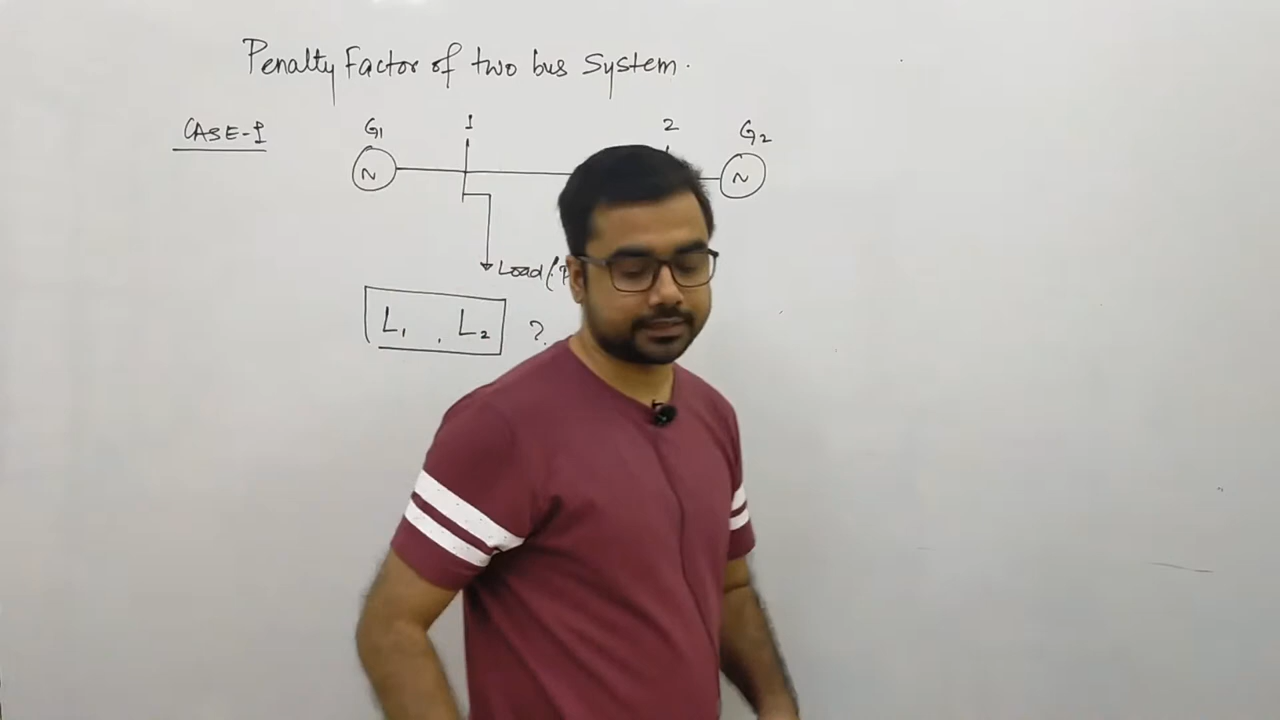 Penalty Factor of two bus System.
CASE-I
G₁ 1 2 G₂
~ ~
Load (P
L₁ , L₂ ?